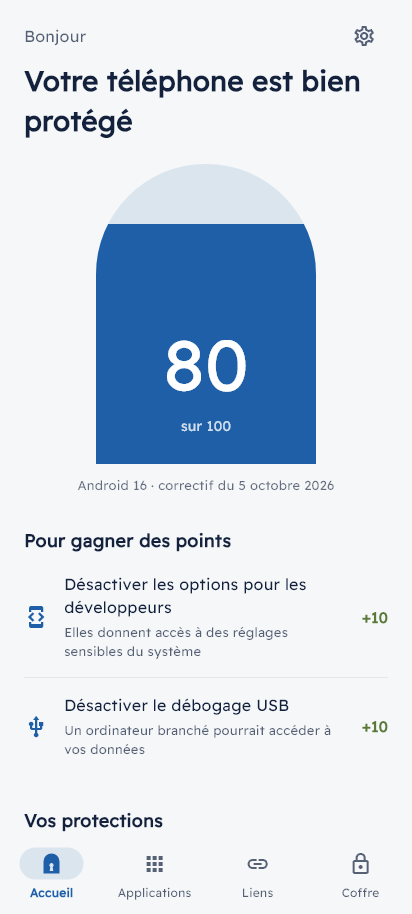 Bonjour
Votre téléphone est bien
protégé
80
sur 100
Android 16 · correctif du 5 octobre 2026
Pour gagner des points
Désactiver les options pour les
développeurs
Elles donnent accès à des réglages
sensibles du système
+10
Désactiver le débogage USB
Un ordinateur branché pourrait accéder à
vos données
+10
Vos protections
Accueil
Applications
Liens
Coffre